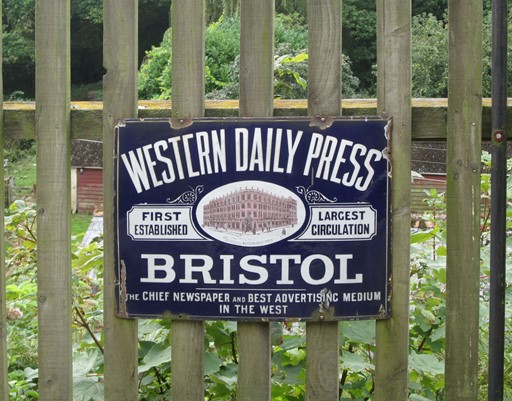 WESTERN DAILY PRESS
FIRST
ESTABLISHED
LARGEST
CIRCULATION
BRISTOL
THE CHIEF NEWSPAPER AND BEST ADVERTISING MEDIUM
IN THE WEST